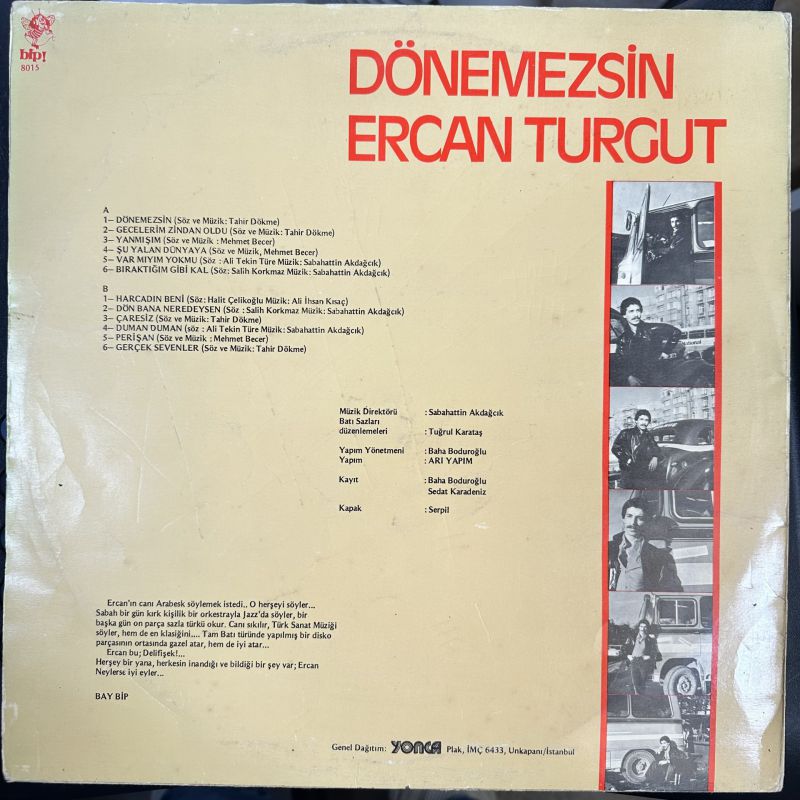 bip!
8015
DÖNEMEZSİN
ERCAN TURGUT
A
1– DÖNEMEZSİN (Söz ve Müzik: Tahir Dökme)
2– GECELERİM ZİNDAN OLDU (Söz ve Müzik: Tahir Dökme)
3– YANMIŞIM (Söz ve Müzik : Mehmet Becer)
4– ŞU YALAN DÜNYAYA (Söz ve Müzik, Mehmet Becer)
5– VAR MIYIM YOKMU (Söz : Ali Tekin Türe Müzik: Sabahattin Akdağcık)
6– BIRAKTIĞIM GİBİ KAL (Söz: Salih Korkmaz Müzik: Sabahattin Akdağcık)
B
1– HARCADIN BENİ (Söz: Halit Çelikoğlu Müzik: Ali İhsan Kısaç)
2– DÖN BANA NEREDEYSEN (Söz : Salih Korkmaz Müzik: Sabahattin Akdağcık)
3– ÇARESİZ (Söz ve Müzik: Tahir Dökme)
4– DUMAN DUMAN (söz : Ali Tekin Türe Müzik: Sabahattin Akdağcık)
5– PERİŞAN (Söz ve Müzik : Mehmet Becer)
6– GERÇEK SEVENLER (Söz ve Müzik: Tahir Dökme)
Müzik Direktörü : Sabahattin Akdağcık
Batı Sazları
düzenlemeleri : Tuğrul Karataş
Yapım Yönetmeni : Baha Boduroğlu
Yapım : ARI YAPIM
Kayıt : Baha Boduroğlu
Sedat Karadeniz
Kapak : Serpil
Ercan'ın canı Arabesk söylemek istedi.. O herşeyi söyler...
Sabah bir gün kırk kişilik bir orkestrayla Jazz'da söyler, bir
başka gün on parça sazla türkü okur. Canı sıkılır, Türk Sanat Müziği
söyler, hem de en klasiğini.... Tam Batı türünde yapılmış bir disko
parçasının ortasında gazel atar, hem de iyi atar...
Ercan bu; Delifişek!...
Herşey bir yana, herkesin inandığı ve bildiği bir şey var; Ercan
Neylerse iyi eyler...
BAY BİP
Genel Dağıtım: YONCA Plak, İMÇ 6433, Unkapanı/İstanbul
National